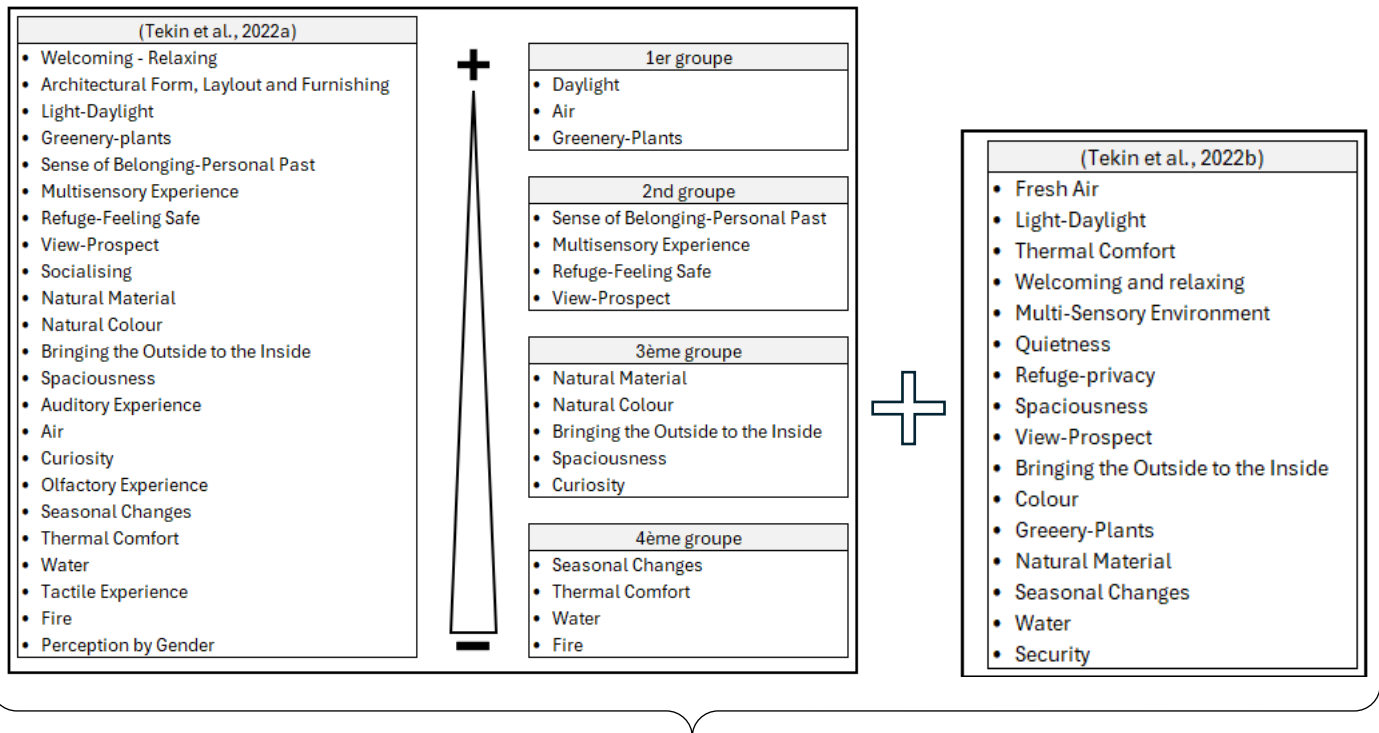 (Tekin et al., 2022a)
• Welcoming - Relaxing
• Architectural Form, Laylout and Furnishing
• Light-Daylight
• Greenery-plants
• Sense of Belonging-Personal Past
• Multisensory Experience
• Refuge-Feeling Safe
• View-Prospect
• Socialising
• Natural Material
• Natural Colour
• Bringing the Outside to the Inside
• Spaciousness
• Auditory Experience
• Air
• Curiosity
• Olfactory Experience
• Seasonal Changes
• Thermal Comfort
• Water
• Tactile Experience
• Fire
• Perception by Gender
1er groupe
• Daylight
• Air
• Greenery-Plants
2nd groupe
• Sense of Belonging-Personal Past
• Multisensory Experience
• Refuge-Feeling Safe
• View-Prospect
3ème groupe
• Natural Material
• Natural Colour
• Bringing the Outside to the Inside
• Spaciousness
• Curiosity
4ème groupe
• Seasonal Changes
• Thermal Comfort
• Water
• Fire
(Tekin et al., 2022b)
• Fresh Air
• Light-Daylight
• Thermal Comfort
• Welcoming and relaxing
• Multi-Sensory Environment
• Quietness
• Refuge-privacy
• Spaciousness
• View-Prospect
• Bringing the Outside to the Inside
• Colour
• Greeery-Plants
• Natural Material
• Seasonal Changes
• Water
• Security